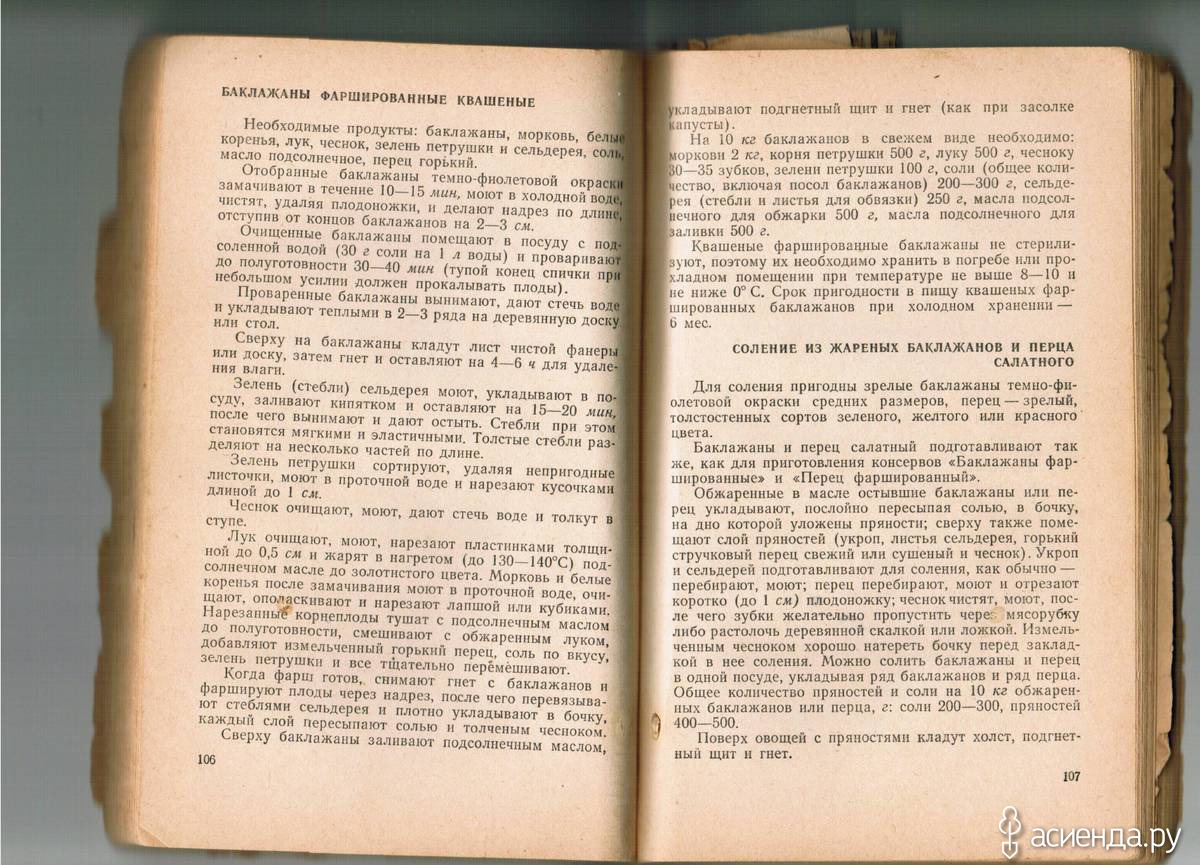 БАКЛАЖАНЫ ФАРШИРОВАННЫЕ КВАШЕНЫЕ
Необходимые продукты: баклажаны, морковь, белые
коренья, лук, чеснок, зелень петрушки и сельдерея, соль,
масло подсолнечное, перец горький.
Отобранные баклажаны темно-фиолетовой окраски
замачивают в течение 10—15 мин, моют в холодной воде,
чистят, удаляя плодоножки, и делают надрез по длине,
отступив от концов баклажанов на 2—3 см.
Очищенные баклажаны помещают в посуду с под-
соленной водой (30 г соли на 1 л воды) и проваривают
до полуготовности 30—40 мин (тупой конец спички при
небольшом усилии должен прокалывать плоды).
Проваренные баклажаны вынимают, дают стечь воде
и укладывают теплыми в 2—3 ряда на деревянную доску
или стол.
Сверху на баклажаны кладут лист чистой фанеры
или доску, затем гнет и оставляют на 4—6 ч для удале-
ния влаги.
Зелень (стебли) сельдерея моют, укладывают в по-
суду, заливают кипятком и оставляют на 15—20 мин,
после чего вынимают и дают остыть. Стебли при этом
становятся мягкими и эластичными. Толстые стебли раз-
деляют на несколько частей по длине.
Зелень петрушки сортируют, удаляя непригодные
листочки, моют в проточной воде и нарезают кусочками
длиной до 1 см.
Чеснок очищают, моют, дают стечь воде и толкут в
ступе.
Лук очищают, моют, нарезают пластинками толщи-
ной до 0,5 см и жарят в нагретом (до 130—140°С) под-
солнечном масле до золотистого цвета. Морковь и белые
коренья после замачивания моют в проточной воде, очи-
щают, ополаскивают и нарезают лапшой или кубиками.
Нарезанные корнеплоды тушат с подсолнечным маслом
до полуготовности, смешивают с обжаренным луком,
добавляют измельченный горький перец, соль по вкусу,
зелень петрушки и все тщательно перемешивают.
Когда фарш готов, снимают гнет с баклажанов и
фаршируют плоды через надрез, после чего перевязыва-
ют стеблями сельдерея и плотно укладывают в бочку,
каждый слой пересыпают солью и толченым чесноком.
Сверху баклажаны заливают подсолнечным маслом,
106
укладывают подгнетный щит и гнет (как при засолке
капусты).
На 10 кг баклажанов в свежем виде необходимо:
моркови 2 кг, корня петрушки 500 г, луку 500 г, чесноку
30—35 зубков, зелени петрушки 100 г, соли (общее коли-
чество, включая посол баклажанов) 200—300 г, сельде-
рея (стебли и листья для обвязки) 250 г, масла подсол-
нечного для обжарки 500 г, масла подсолнечного для
заливки 500 г.
Квашеные фаршированные баклажаны не стерили-
зуют, поэтому их необходимо хранить в погребе или про-
хладном помещении при температуре не выше 8—10 и
не ниже 0° С. Срок пригодности в пищу квашеных фар-
шированных баклажанов при холодном хранении —
6 мес.
СОЛЕНИЕ ИЗ ЖАРЕНЫХ БАКЛАЖАНОВ И ПЕРЦА
САЛАТНОГО
Для соления пригодны зрелые баклажаны темно-фи-
олетовой окраски средних размеров, перец — зрелый,
толстостенных сортов зеленого, желтого или красного
цвета.
Баклажаны и перец салатный подготавливают так
же, как для приготовления консервов «Баклажаны фар-
шированные» и «Перец фаршированный».
Обжаренные в масле остывшие баклажаны или пе-
рец укладывают, послойно пересыпая солью, в бочку,
на дно которой уложены пряности; сверху также поме-
щают слой пряностей (укроп, листья сельдерея, горький
стручковый перец свежий или сушеный и чеснок). Укроп
и сельдерей подготавливают для соления, как обычно —
перебирают, моют; перец перебирают, моют и отрезают
коротко (до 1 см) плодоножку; чеснок чистят, моют, пос-
ле чего зубки желательно пропустить через мясорубку
либо растолочь деревянной скалкой или ложкой. Измель-
ченным чесноком хорошо натереть бочку перед заклад-
кой в нее соления. Можно солить баклажаны и перец
в одной посуде, укладывая ряд баклажанов и ряд перца.
Общее количество пряностей и соли на 10 кг обжарен-
ных баклажанов или перца, г: соли 200—300, пряностей
400—500.
Поверх овощей с пряностями кладут холст, подгнет-
ный щит и гнет.
107
асиенда.ру